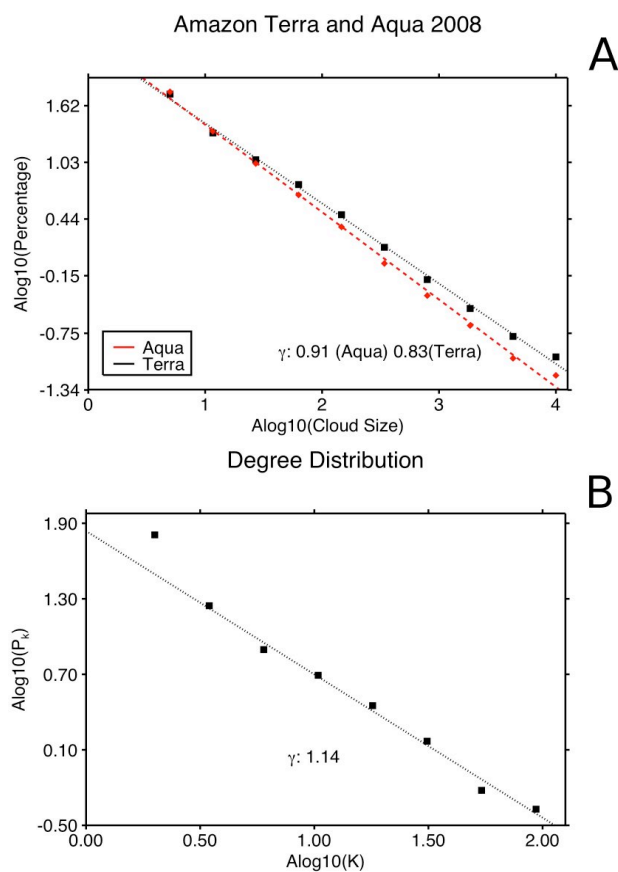 Amazon Terra and Aqua 2008
A
Alog10(Percentage)
1.62
1.03
0.44
-0.15
-0.75
-1.34
Aqua
Terra
γ: 0.91 (Aqua) 0.83(Terra)
0 1 2 3 4
Alog10(Cloud Size)
Degree Distribution
B
Alog10(Pk)
1.90
1.30
0.70
0.10
-0.50
γ: 1.14
0.00 0.50 1.00 1.50 2.00
Alog10(K)